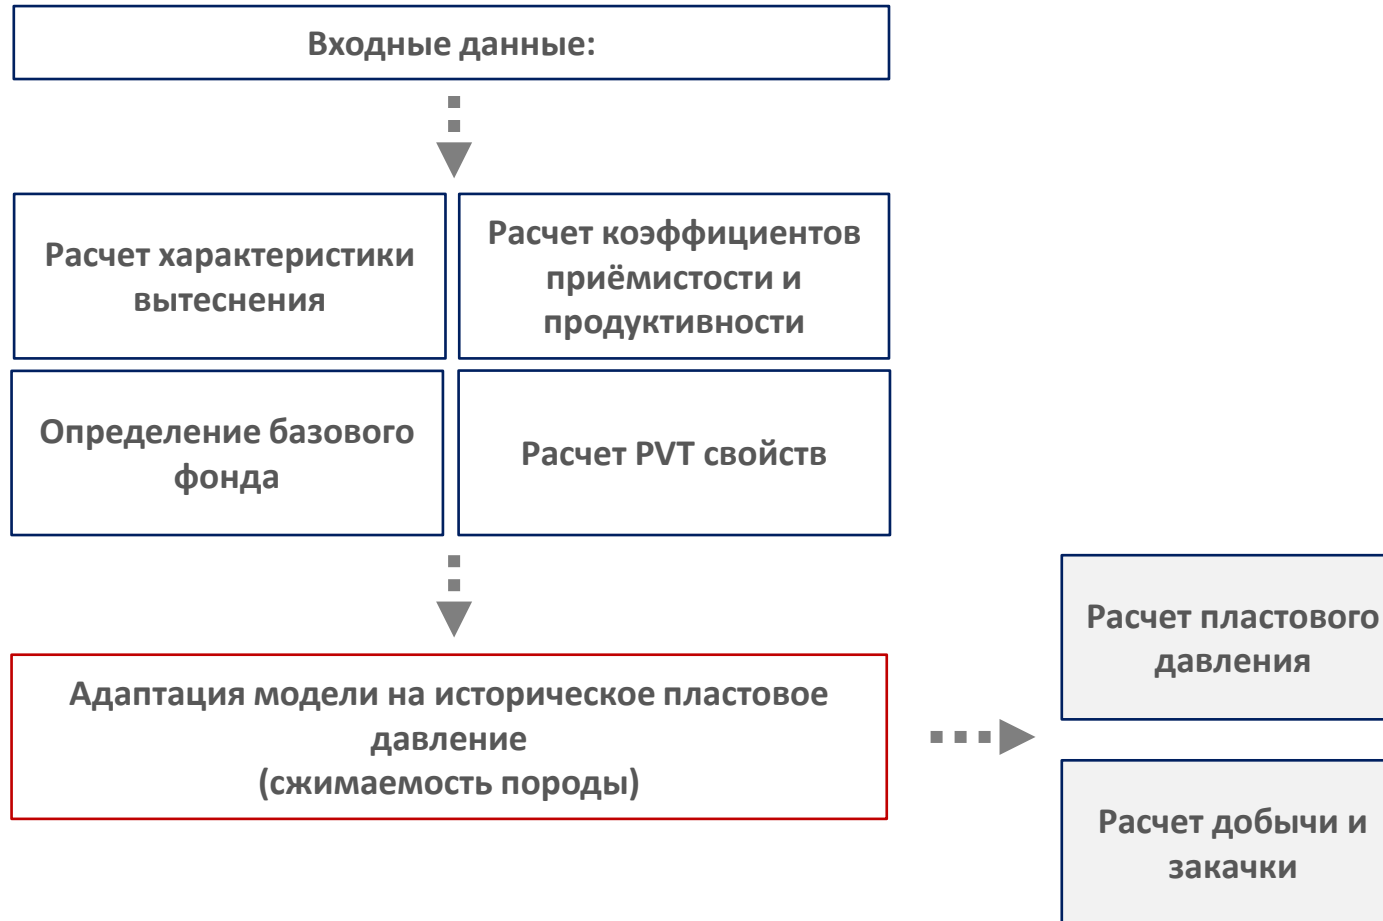 Входные данные:
Расчет характеристики
вытеснения
Расчет коэффициентов
приёмистости и
продуктивности
Определение базового
фонда
Расчет PVT свойств
Адаптация модели на историческое пластовое
давление
(сжимаемость породы)
Расчет пластового
давления
Расчет добычи и
закачки